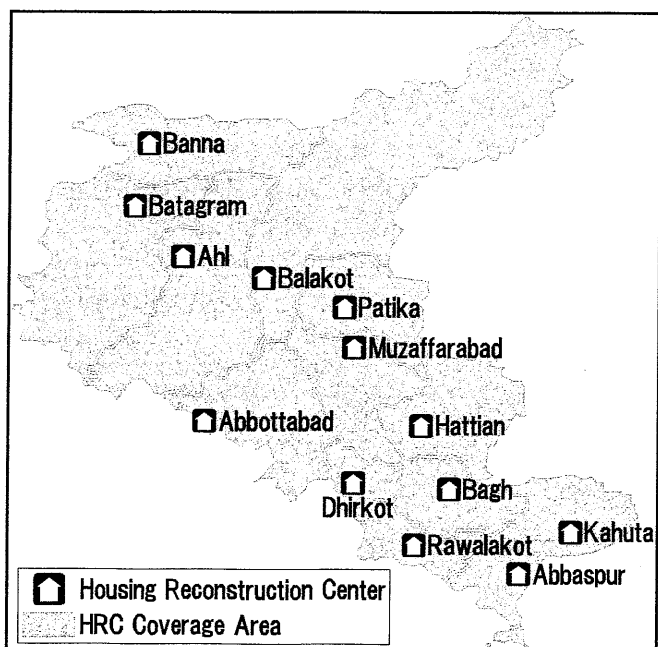 Banna
Batagram
Ahl
Balakot
Patika
Muzaffarabad
Abbottabad
Hattian
Dhirkot
Bagh
Kahuta
Rawalakot
Abbaspur
Housing Reconstruction Center
HRC Coverage Area